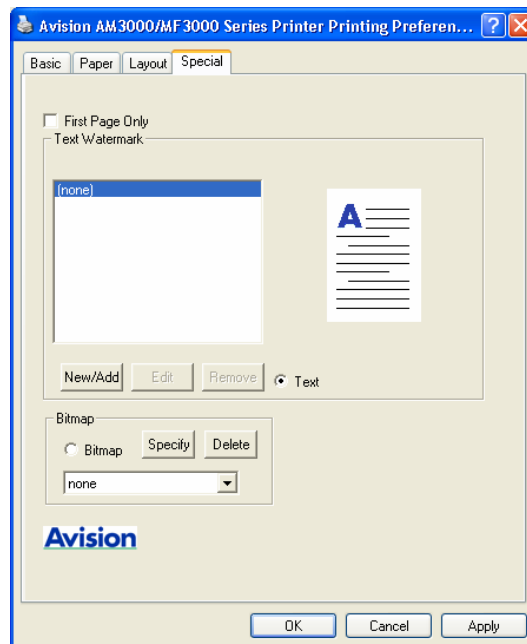 Avision AM3000/MF3000 Series Printer Printing Preferen...
Basic Paper Layout Special
First Page Only
Text Watermark
(none)
A
New/Add Edit Remove Text
Bitmap
Bitmap Specify Delete
none
Avision
OK Cancel Apply